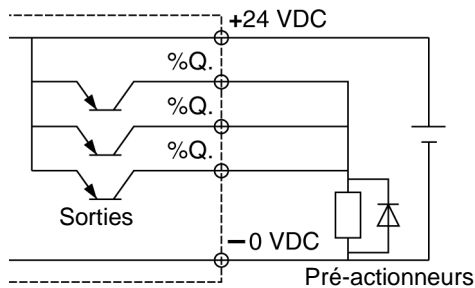 +24 VDC
%Q.
%Q.
%Q.
Sorties
– 0 VDC
Pré-actionneurs